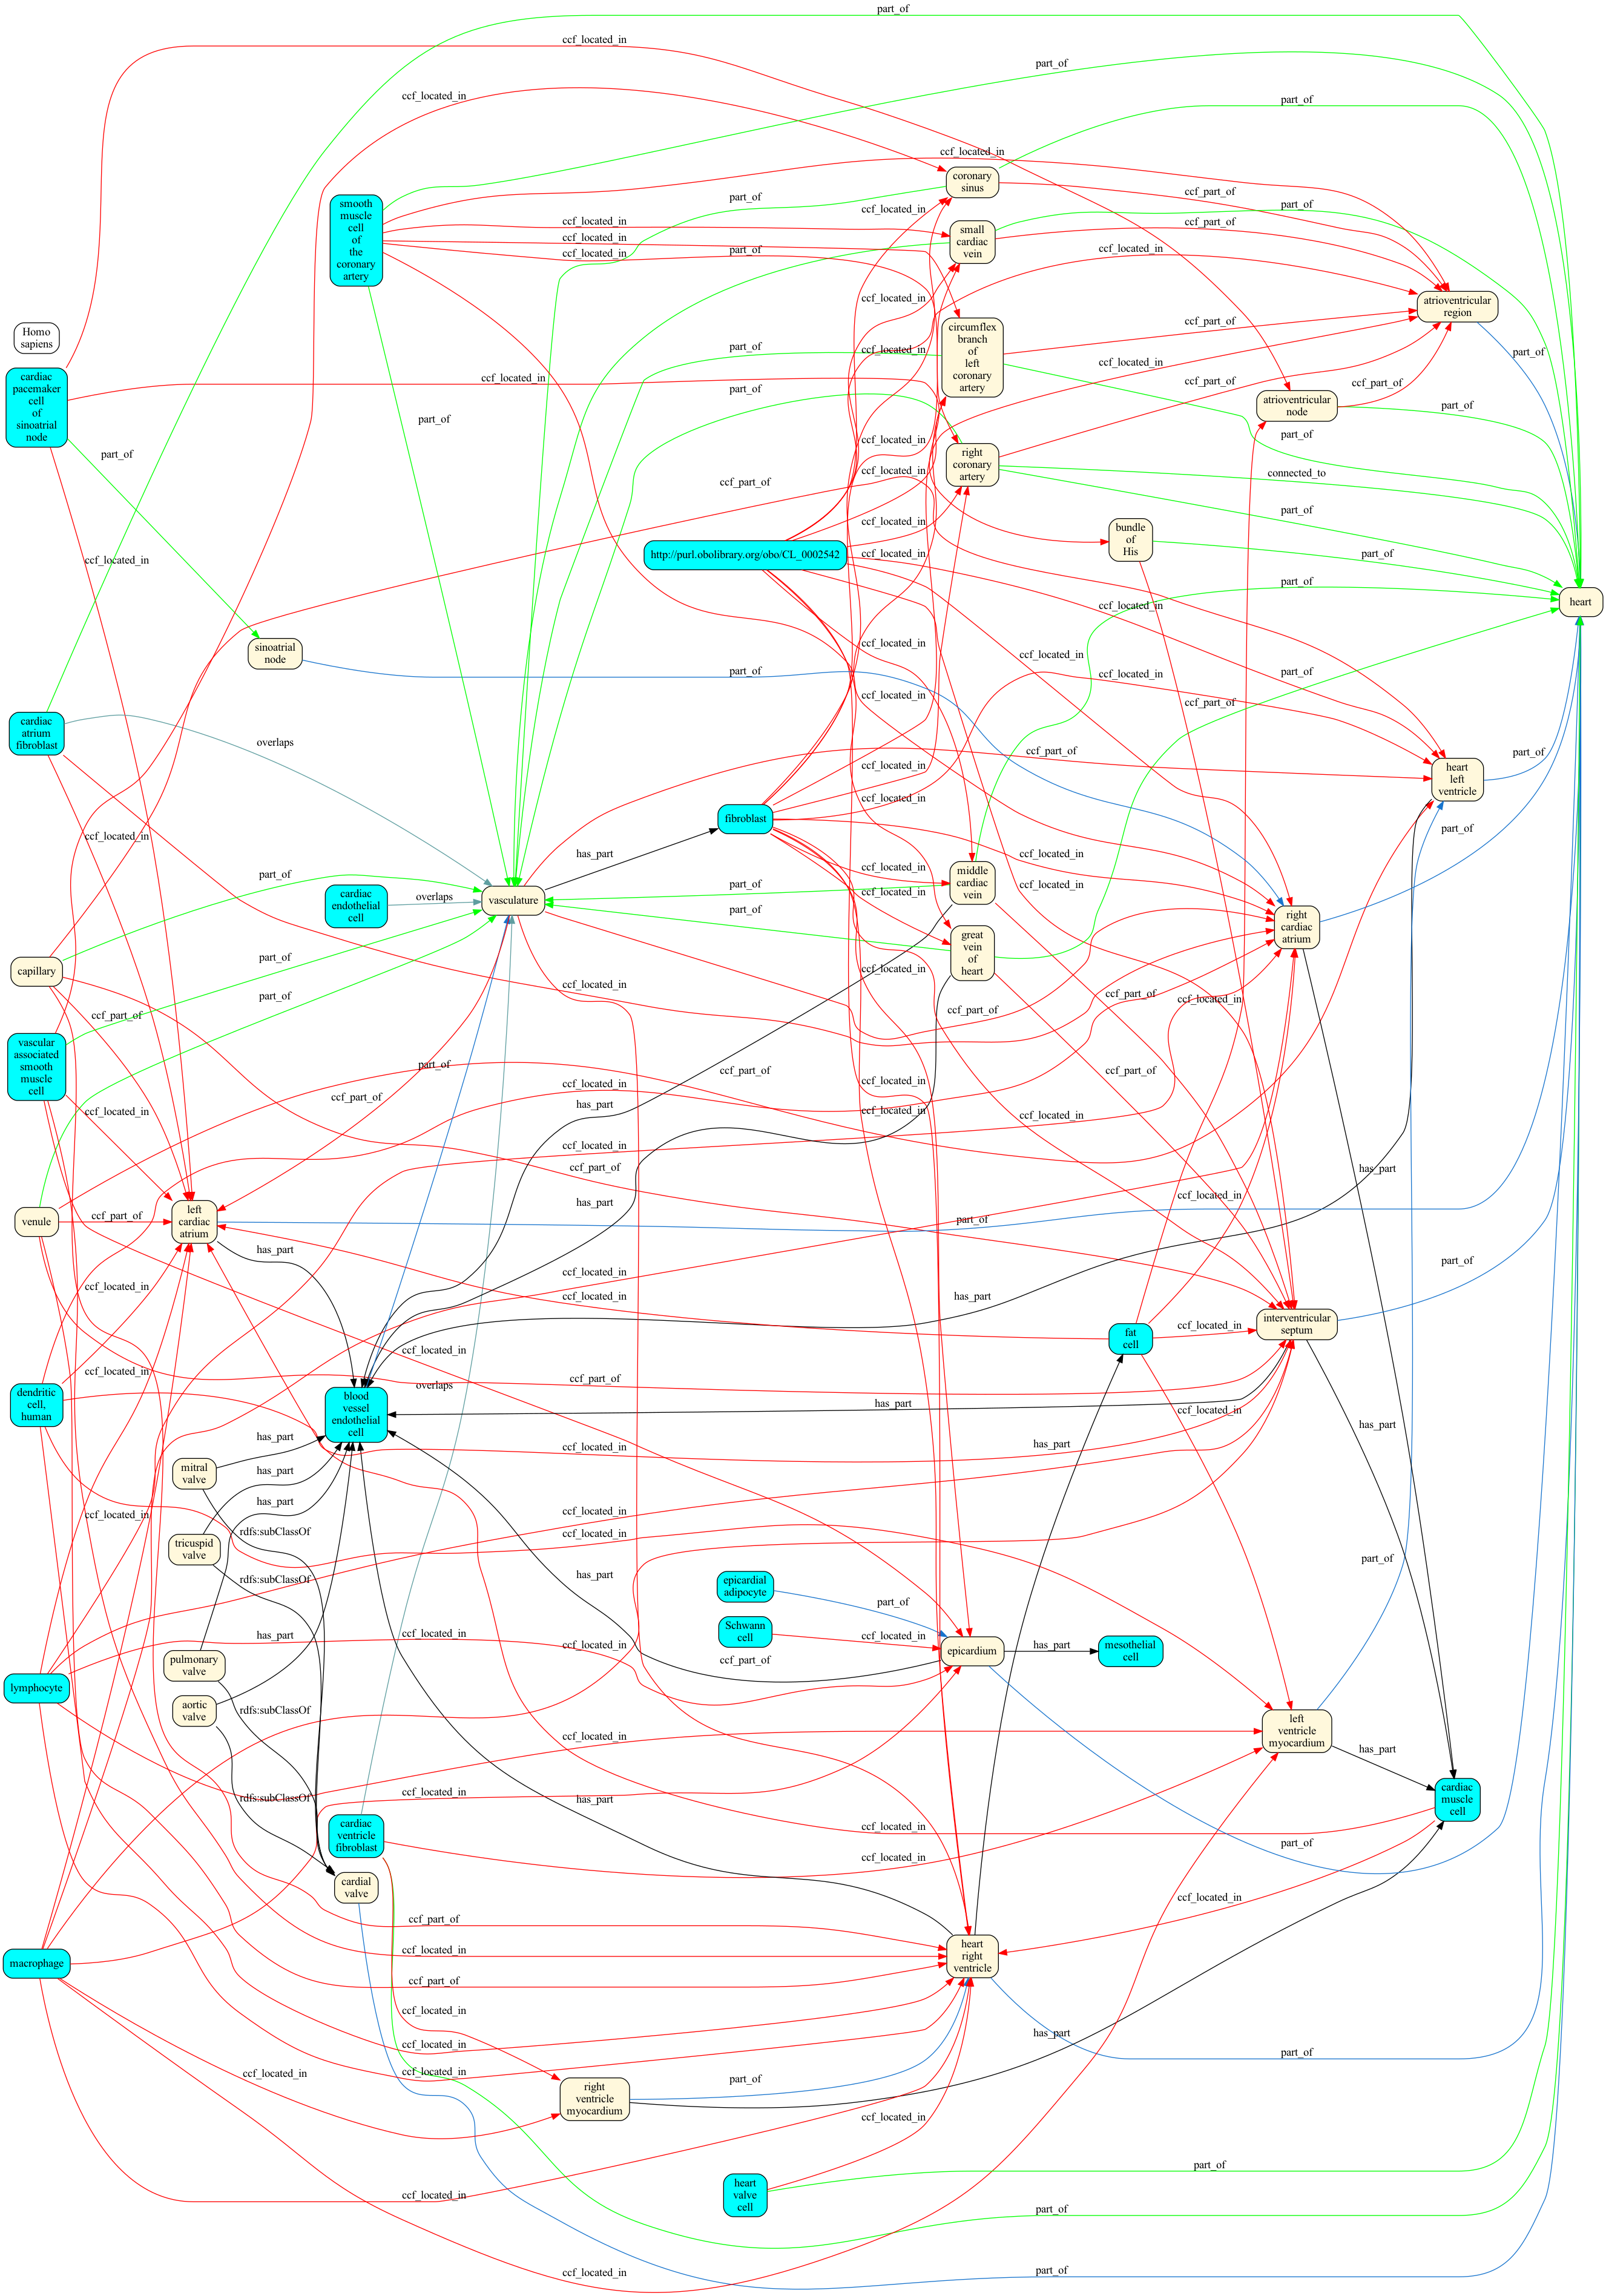 part_of
ccf_located_in
part_of
ccf_located_in
part_of
ccf_located_in
coronary
sinus
smooth
muscle
cell
of
the
coronary
artery
part_of
ccf_part_of
ccf_located_in
part_of
ccf_located_in
small
cardiac
vein
ccf_part_of
ccf_located_in
ccf_located_in
part_of
ccf_located_in
ccf_located_in
atrioventricular
region
Homo
sapiens
circumflex
branch
of
left
coronary
artery
ccf_part_of
part_of
ccf_located_in
part_of
ccf_located_in
cardiac
pacemaker
cell
of
sinoatrial
node
ccf_located_in
part_of
ccf_part_of
ccf_part_of
atrioventricular
node
part_of
part_of
ccf_located_in
part_of
part_of
right
coronary
artery
connected_to
ccf_located_in
ccf_part_of
part_of
ccf_located_in
bundle
of
His
part_of
http://purl.obolibrary.org/obo/CL_0002542
ccf_located_in
ccf_located_in
part_of
heart
ccf_located_in
sinoatrial
node
ccf_located_in
ccf_located_in
part_of
part_of
ccf_located_in
ccf_located_in
ccf_part_of
cardiac
atrium
fibroblast
overlaps
ccf_part_of
part_of
heart
left
ventricle
ccf_located_in
ccf_located_in
fibroblast
part_of
ccf_located_in
has_part
ccf_located_in
part_of
ccf_located_in
middle
cardiac
vein
ccf_located_in
part_of
cardiac
endothelial
cell
overlaps
vasculature
ccf_located_in
right
cardiac
atrium
part_of
great
vein
of
heart
part_of
capillary
ccf_located_in
ccf_located_in
part_of
ccf_part_of
ccf_located_in
ccf_part_of
ccf_part_of
vascular
associated
smooth
muscle
cell
part_of
ccf_part_of
ccf_part_of
ccf_located_in
ccf_located_in
ccf_part_of
has_part
ccf_located_in
ccf_located_in
ccf_located_in
ccf_located_in
has_part
ccf_part_of
ccf_located_in
has_part
venule
ccf_part_of
left
cardiac
atrium
part_of
has_part
part_of
ccf_located_in
ccf_located_in
has_part
ccf_located_in
interventricular
septum
fat
cell
ccf_located_in
ccf_located_in
ccf_located_in
ccf_part_of
overlaps
dendritic
cell,
human
blood
vessel
endothelial
cell
has_part
ccf_located_in
has_part
has_part
has_part
ccf_located_in
mitral
valve
has_part
has_part
ccf_located_in
ccf_located_in
rdfs:subClassOf
ccf_located_in
tricuspid
valve
part_of
has_part
rdfs:subClassOf
epicardial
adipocyte
part_of
Schwann
cell
has_part
ccf_located_in
ccf_located_in
ccf_located_in
epicardium
has_part
mesothelial
cell
pulmonary
valve
ccf_part_of
lymphocyte
aortic
valve
rdfs:subClassOf
ccf_located_in
left
ventricle
myocardium
has_part
ccf_located_in
rdfs:subClassOf
has_part
cardiac
muscle
cell
cardiac
ventricle
fibroblast
ccf_located_in
part_of
ccf_located_in
cardial
valve
ccf_located_in
ccf_part_of
ccf_located_in
heart
right
ventricle
macrophage
ccf_part_of
ccf_located_in
has_part
ccf_located_in
part_of
ccf_located_in
ccf_located_in
part_of
right
ventricle
myocardium
ccf_located_in
part_of
heart
valve
cell
ccf_located_in
part_of
part_of
ccf_located_in